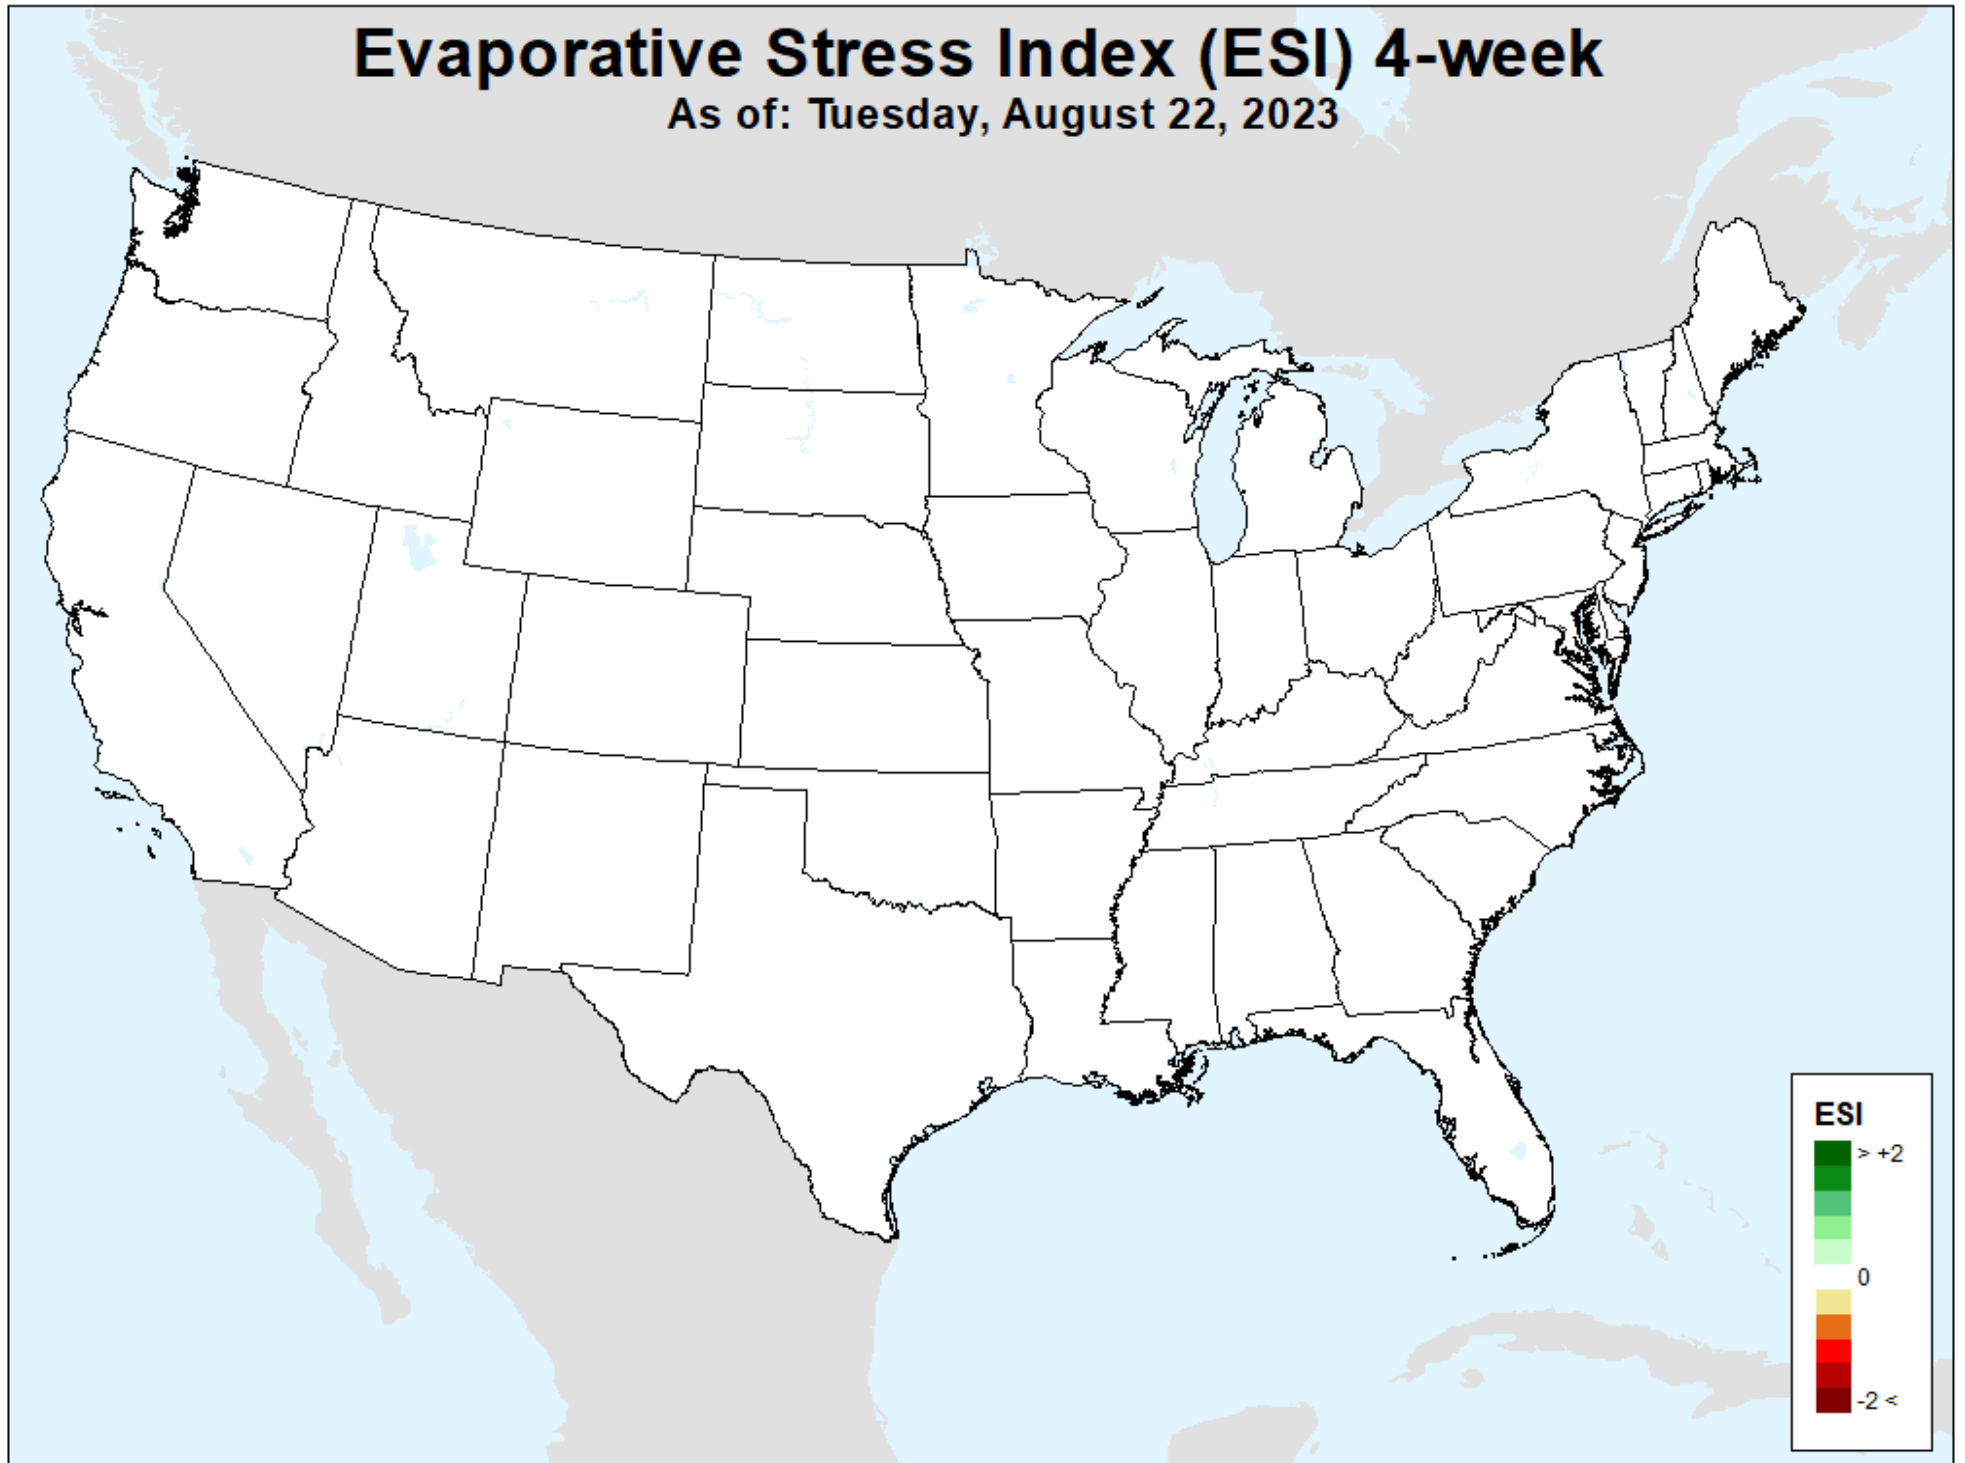 Evaporative Stress Index (ESI) 4-week
As of: Tuesday, August 22, 2023
ESI
> +2
0
-2 <